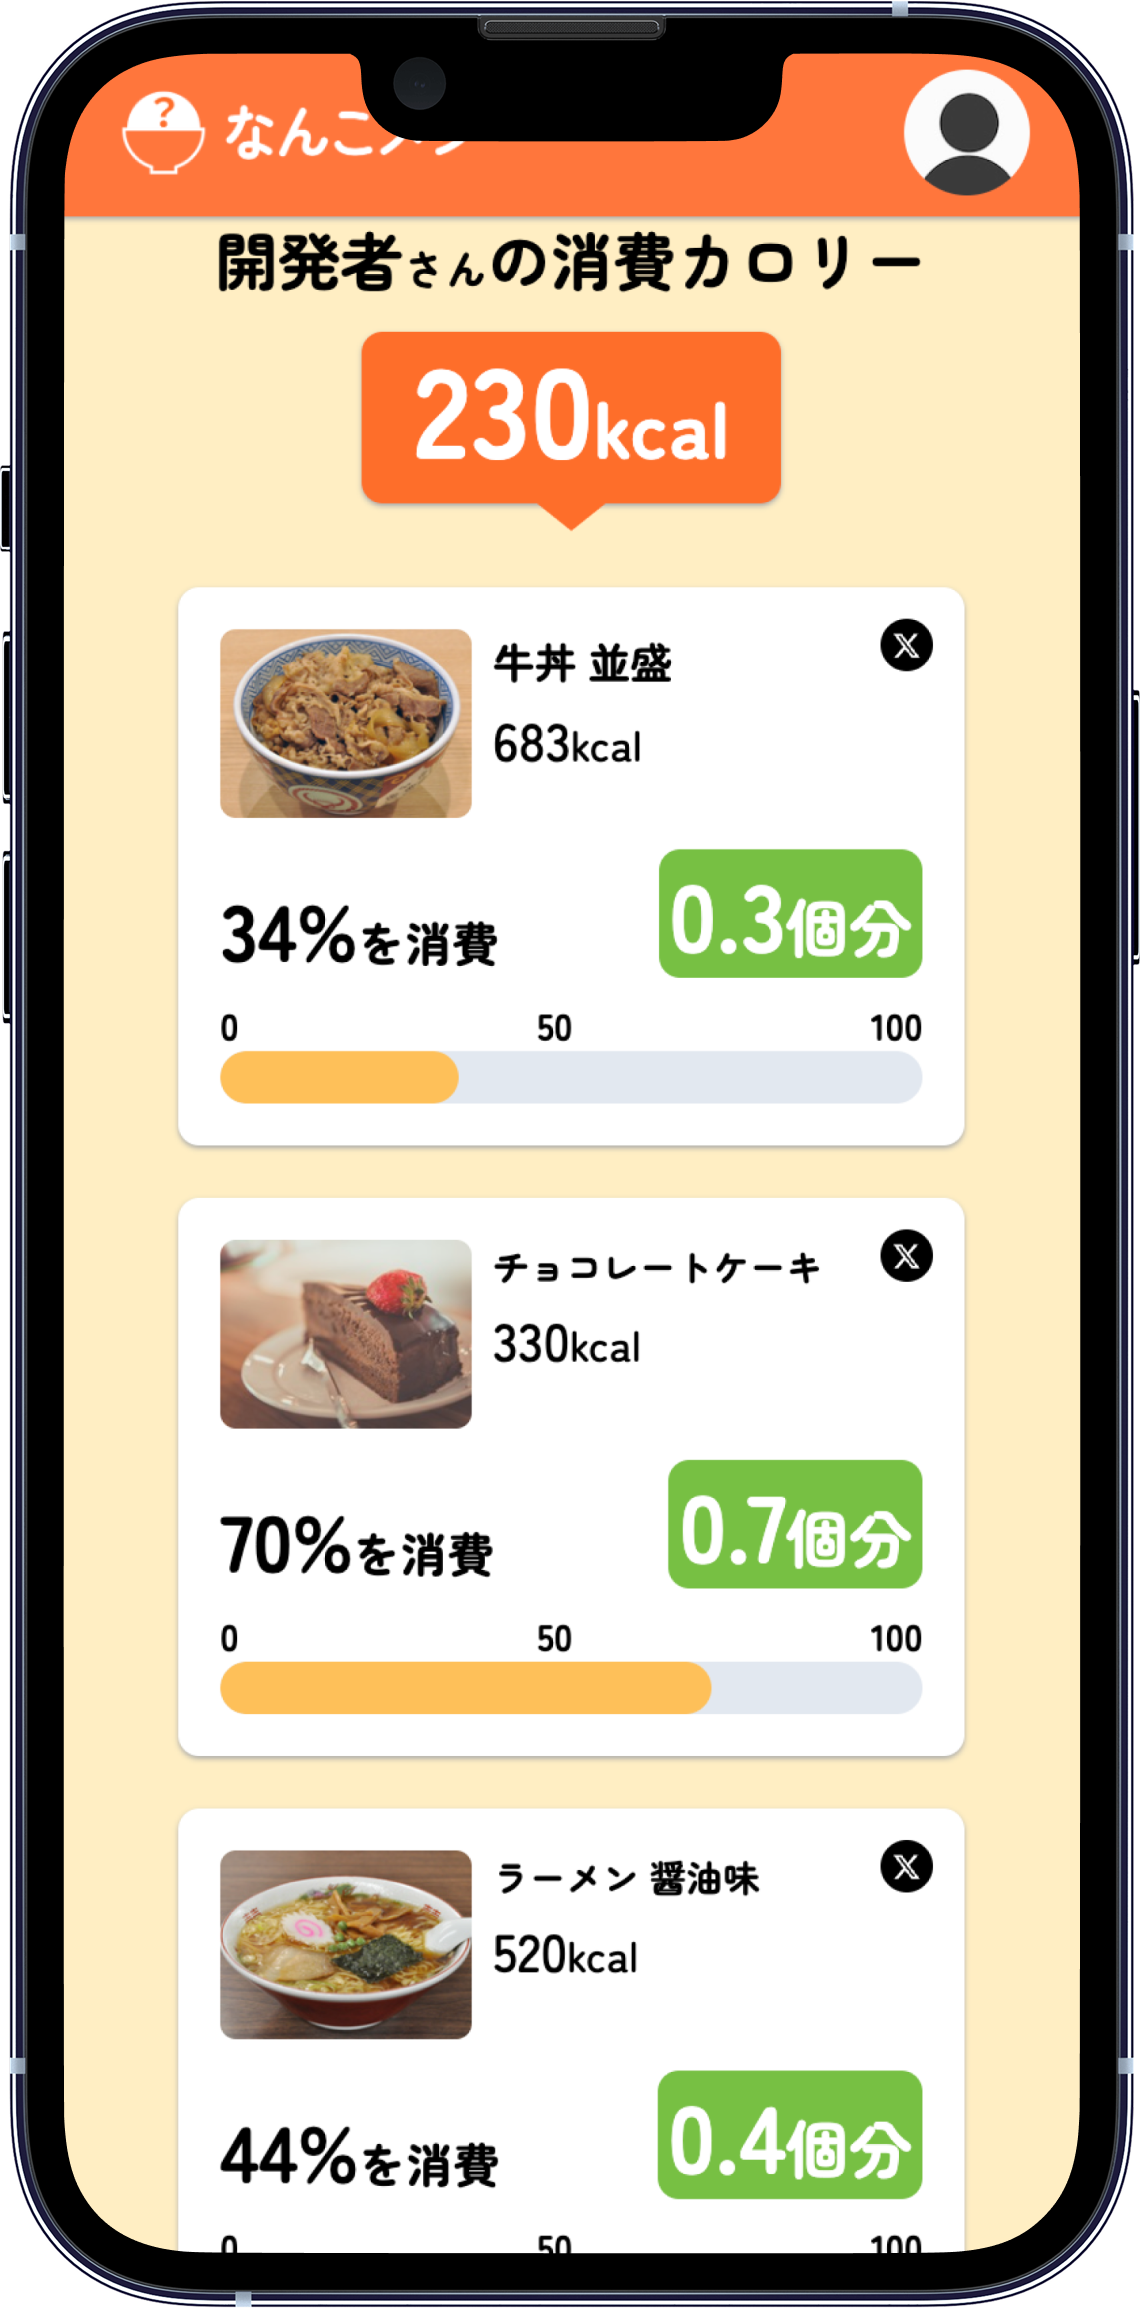 ?
なんこ
開発者さんの消費カロリー
230kcal
牛丼 並盛
683kcal
34%を消費
0.3個分
0 50 100
チョコレートケーキ
330kcal
70%を消費
0.7個分
0 50 100
ラーメン 醤油味
520kcal
44%を消費
0.4個分
0 50 100